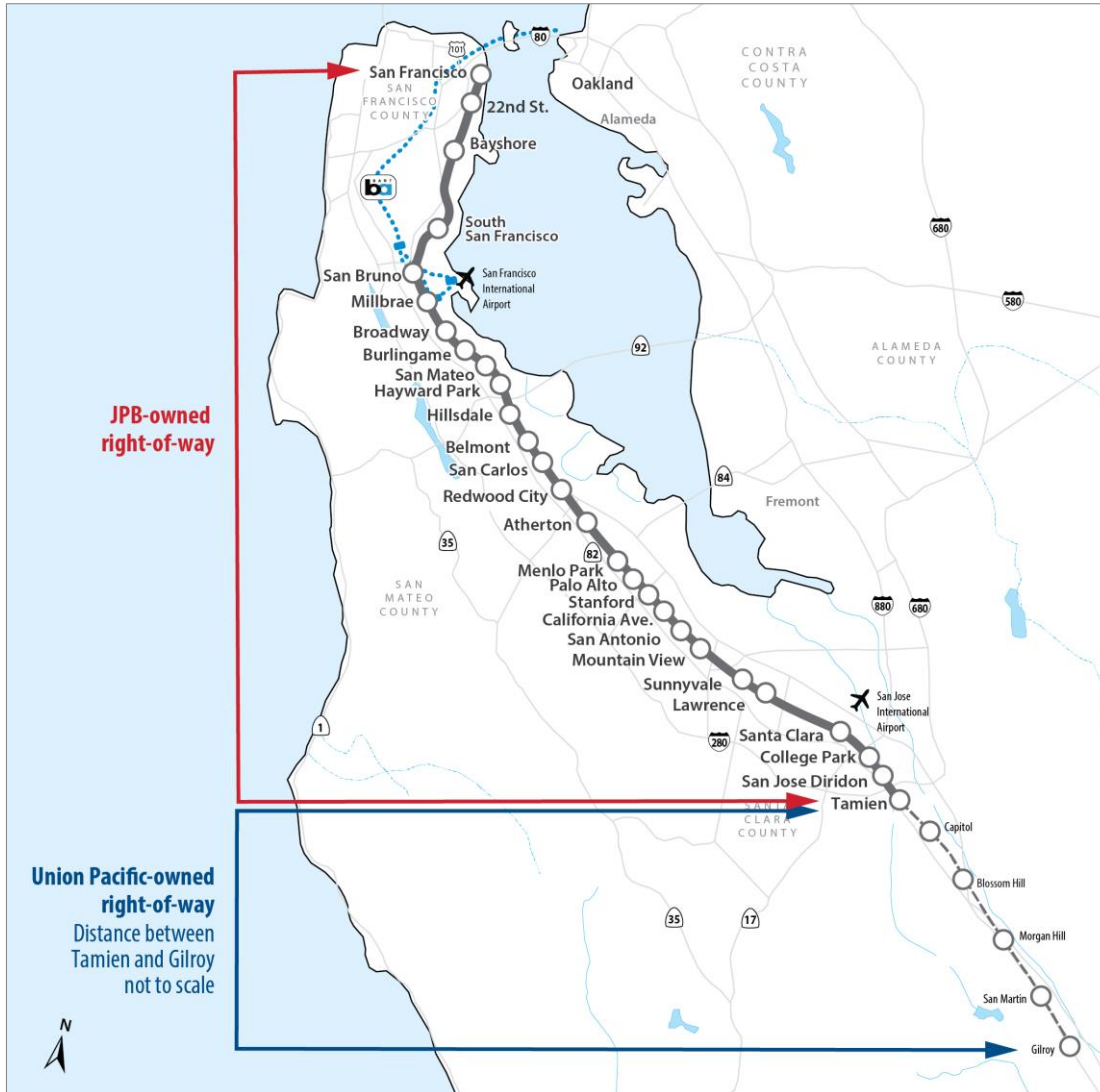 101
80
CONTRA
COSTA
COUNTY
San Francisco
SAN
FRANCISCO
COUNTY
Oakland
22nd St.
Alameda
Bayshore
BART
ba
680
South
San Francisco
San Bruno
San Francisco
International
Airport
Millbrae
580
Broadway
92
ALAMEDA
COUNTY
Burlingame
San Mateo
Hayward Park
JPB-owned
right-of-way
Hillsdale
Belmont
San Carlos
84
Redwood City
Fremont
Atherton
35
82
Menlo Park
SAN
MATEO
COUNTY
Palo Alto
Stanford
880
680
California Ave.
San Antonio
Mountain View
Sunnyvale
Lawrence
San Jose
International
Airport
1
280
Santa Clara
College Park
San Jose Diridon
Tamien
SANTA
CLARA
COUNTY
Capitol
Union Pacific-owned
right-of-way
Distance between
Tamien and Gilroy
not to scale
Blossom Hill
35
17
Morgan Hill
San Martin
N
Gilroy